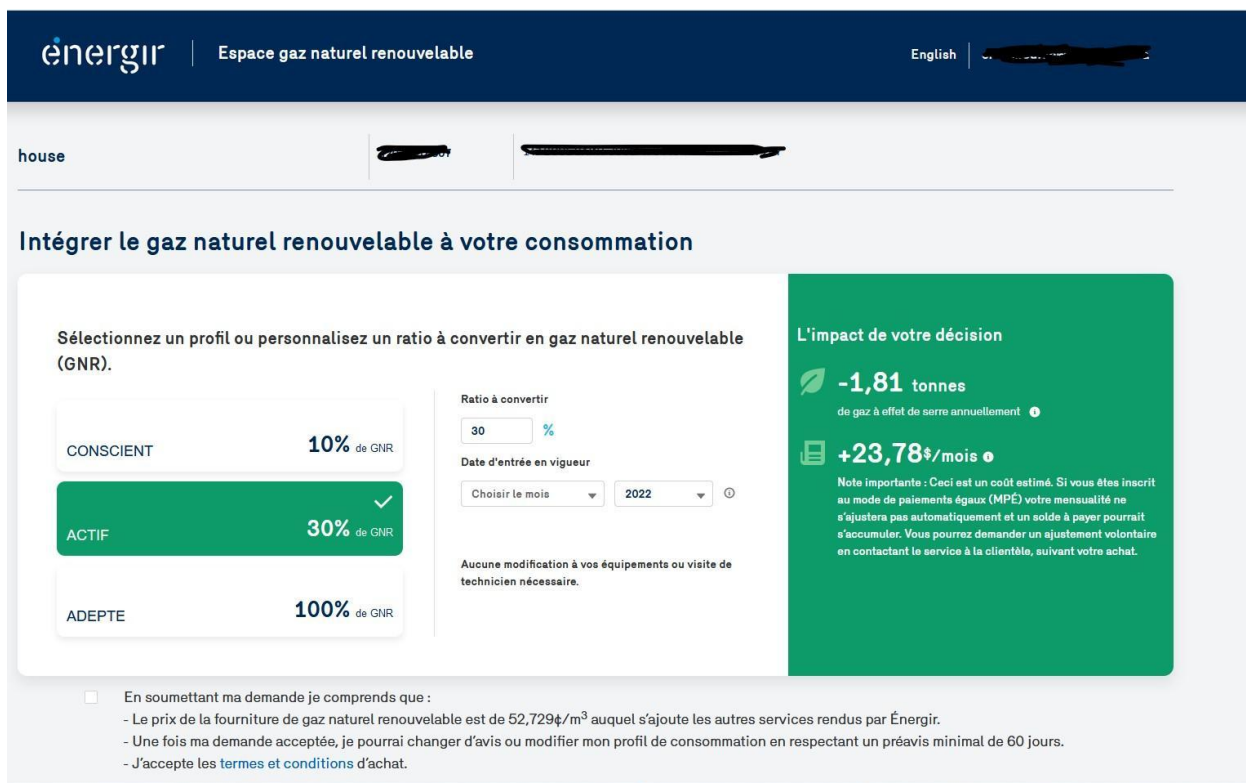 énergir
Espace gaz naturel renouvelable
English
house
Intégrer le gaz naturel renouvelable à votre consommation
Sélectionnez un profil ou personnalisez un ratio à convertir en gaz naturel renouvelable
(GNR).
CONSCIENT 10% de GNR
ACTIF 30% de GNR
ADEPTE 100% de GNR
Ratio à convertir
30 %
Date d'entrée en vigueur
Choisir le mois 2022
Aucune modification à vos équipements ou visite de
technicien nécessaire.
L'impact de votre décision
-1,81 tonnes
de gaz à effet de serre annuellement
+23,78$/mois
Note importante : Ceci est un coût estimé. Si vous êtes inscrit
au mode de paiements égaux (MPÉ) votre mensualité ne
s'ajustera pas automatiquement et un solde à payer pourrait
s'accumuler. Vous pourrez demander un ajustement volontaire
en contactant le service à la clientèle, suivant votre achat.
En soumettant ma demande je comprends que :
- Le prix de la fourniture de gaz naturel renouvelable est de 52,729¢/m³ auquel s'ajoute les autres services rendus par Énergir.
- Une fois ma demande acceptée, je pourrai changer d'avis ou modifier mon profil de consommation en respectant un préavis minimal de 60 jours.
- J'accepte les termes et conditions d'achat.